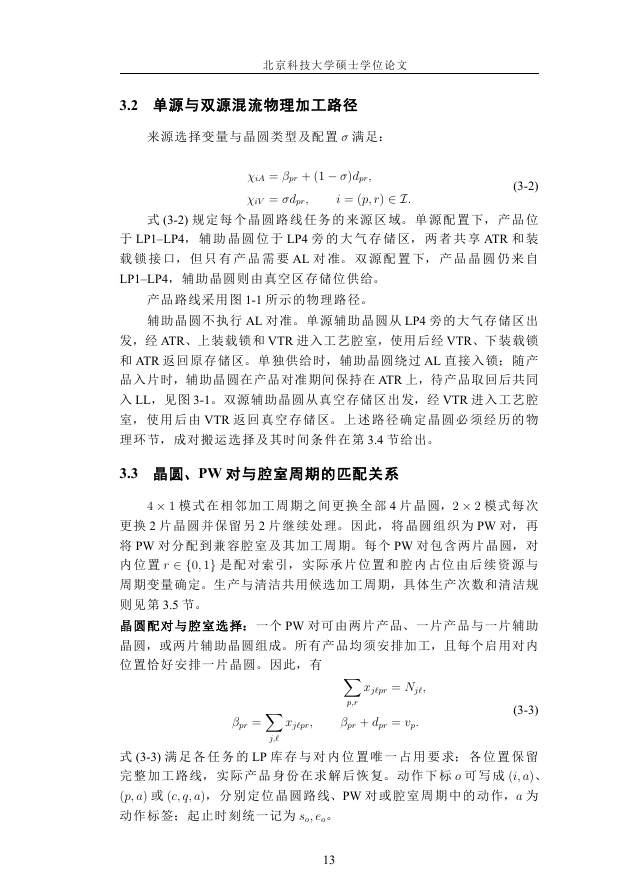 北京科技大学硕士学位论文
3.2 单源与双源混流物理加工路径
来源选择变量与晶圆类型及配置 σ 满足：
χ_{iA} = β_{pr} + (1 − σ)d_{pr},
χ_{iV} = σd_{pr}, i = (p, r) ∈ I.
(3-2)
式 (3-2) 规定每个晶圆路线任务的来源区域。单源配置下，产品位
于 LP1–LP4，辅助晶圆位于 LP4 旁的大气存储区，两者共享 ATR 和装
载锁接口，但只有产品需要 AL 对准。双源配置下，产品晶圆仍来自
LP1–LP4，辅助晶圆则由真空区存储位供给。
产品路线采用图 1-1 所示的物理路径。
辅助晶圆不执行 AL 对准。单源辅助晶圆从 LP4 旁的大气存储区出
发，经 ATR、上装载锁和 VTR 进入工艺腔室，使用后经 VTR、下装载锁
和 ATR 返回原存储区。单独供给时，辅助晶圆绕过 AL 直接入锁；随产
品入片时，辅助晶圆在产品对准期间保持在 ATR 上，待产品取回后共同
入 LL，见图 3-1。双源辅助晶圆从真空存储区出发，经 VTR 进入工艺腔
室，使用后由 VTR 返回真空存储区。上述路径确定晶圆必须经历的物
理环节，成对搬运选择及其时间条件在第 3.4 节给出。
3.3 晶圆、PW 对与腔室周期的匹配关系
4 × 1 模式在相邻加工周期之间更换全部 4 片晶圆，2 × 2 模式每次
更换 2 片晶圆并保留另 2 片继续处理。因此，将晶圆组织为 PW 对，再
将 PW 对分配到兼容腔室及其加工周期。每个 PW 对包含两片晶圆，对
内位置 r ∈ {0, 1} 是配对索引，实际承片位置和腔内占位由后续资源与
周期变量确定。生产与清洁共用候选加工周期，具体生产次数和清洁规
则见第 3.5 节。
晶圆配对与腔室选择：一个 PW 对可由两片产品、一片产品与一片辅助
晶圆，或两片辅助晶圆组成。所有产品均须安排加工，且每个启用对内
位置恰好安排一片晶圆。因此，有
∑_{p,r} x_{jℓpr} = N_{jℓ},
β_{pr} = ∑_{j,ℓ} x_{jℓpr}, β_{pr} + d_{pr} = v_p.
(3-3)
式 (3-3) 满足各任务的 LP 库存与对内位置唯一占用要求；各位置保留
完整加工路线，实际产品身份在求解后恢复。动作下标 o 可写成 (i, a)、
(p, a) 或 (c, q, a)，分别定位晶圆路线、PW 对或腔室周期中的动作，a 为
动作标签；起止时刻统一记为 s_o, e_o。
13